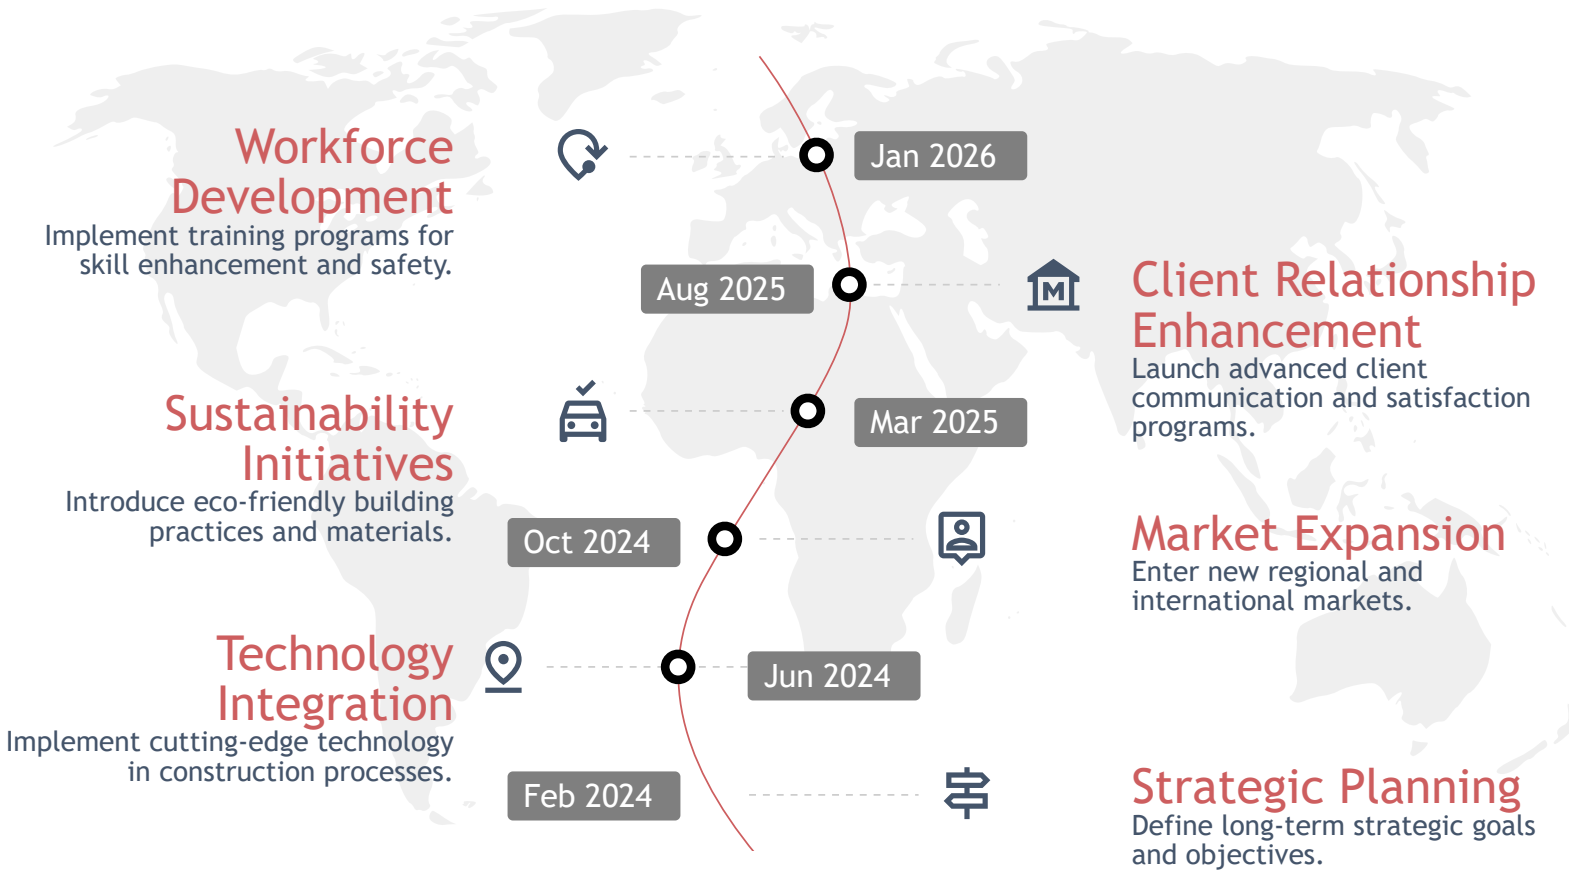 Workforce
Development
Implement training programs for
skill enhancement and safety.
Jan 2026
Aug 2025
M
Client Relationship
Enhancement
Launch advanced client
communication and satisfaction
programs.
Sustainability
Initiatives
Introduce eco-friendly building
practices and materials.
Mar 2025
Oct 2024
Market Expansion
Enter new regional and
international markets.
Technology
Integration
Implement cutting-edge technology
in construction processes.
Jun 2024
Feb 2024
Strategic Planning
Define long-term strategic goals
and objectives.